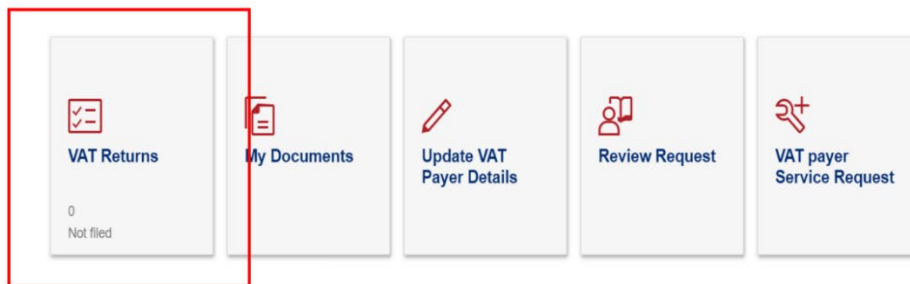 VAT Returns
0
Not filed
My Documents
Update VAT
Payer Details
Review Request
VAT payer
Service Request